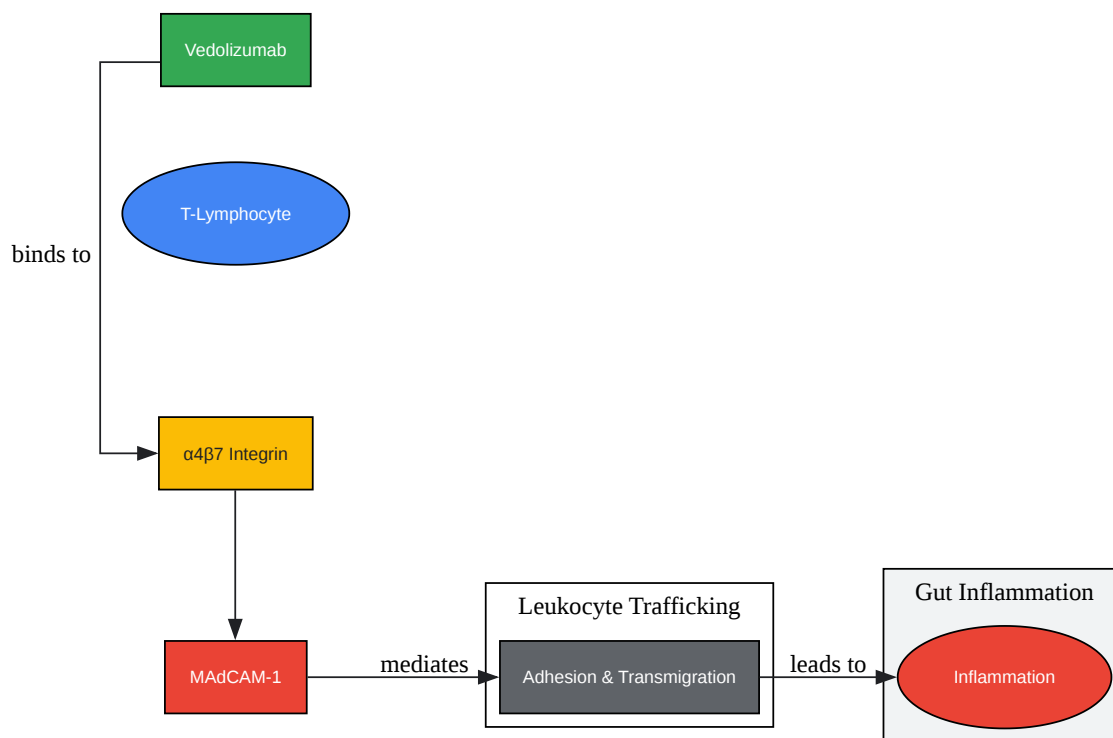 Vedolizumab
T-Lymphocyte
binds to
α4β7 Integrin
Leukocyte Trafficking
Gut Inflammation
MAdCAM-1
mediates
Adhesion & Transmigration
leads to
Inflammation